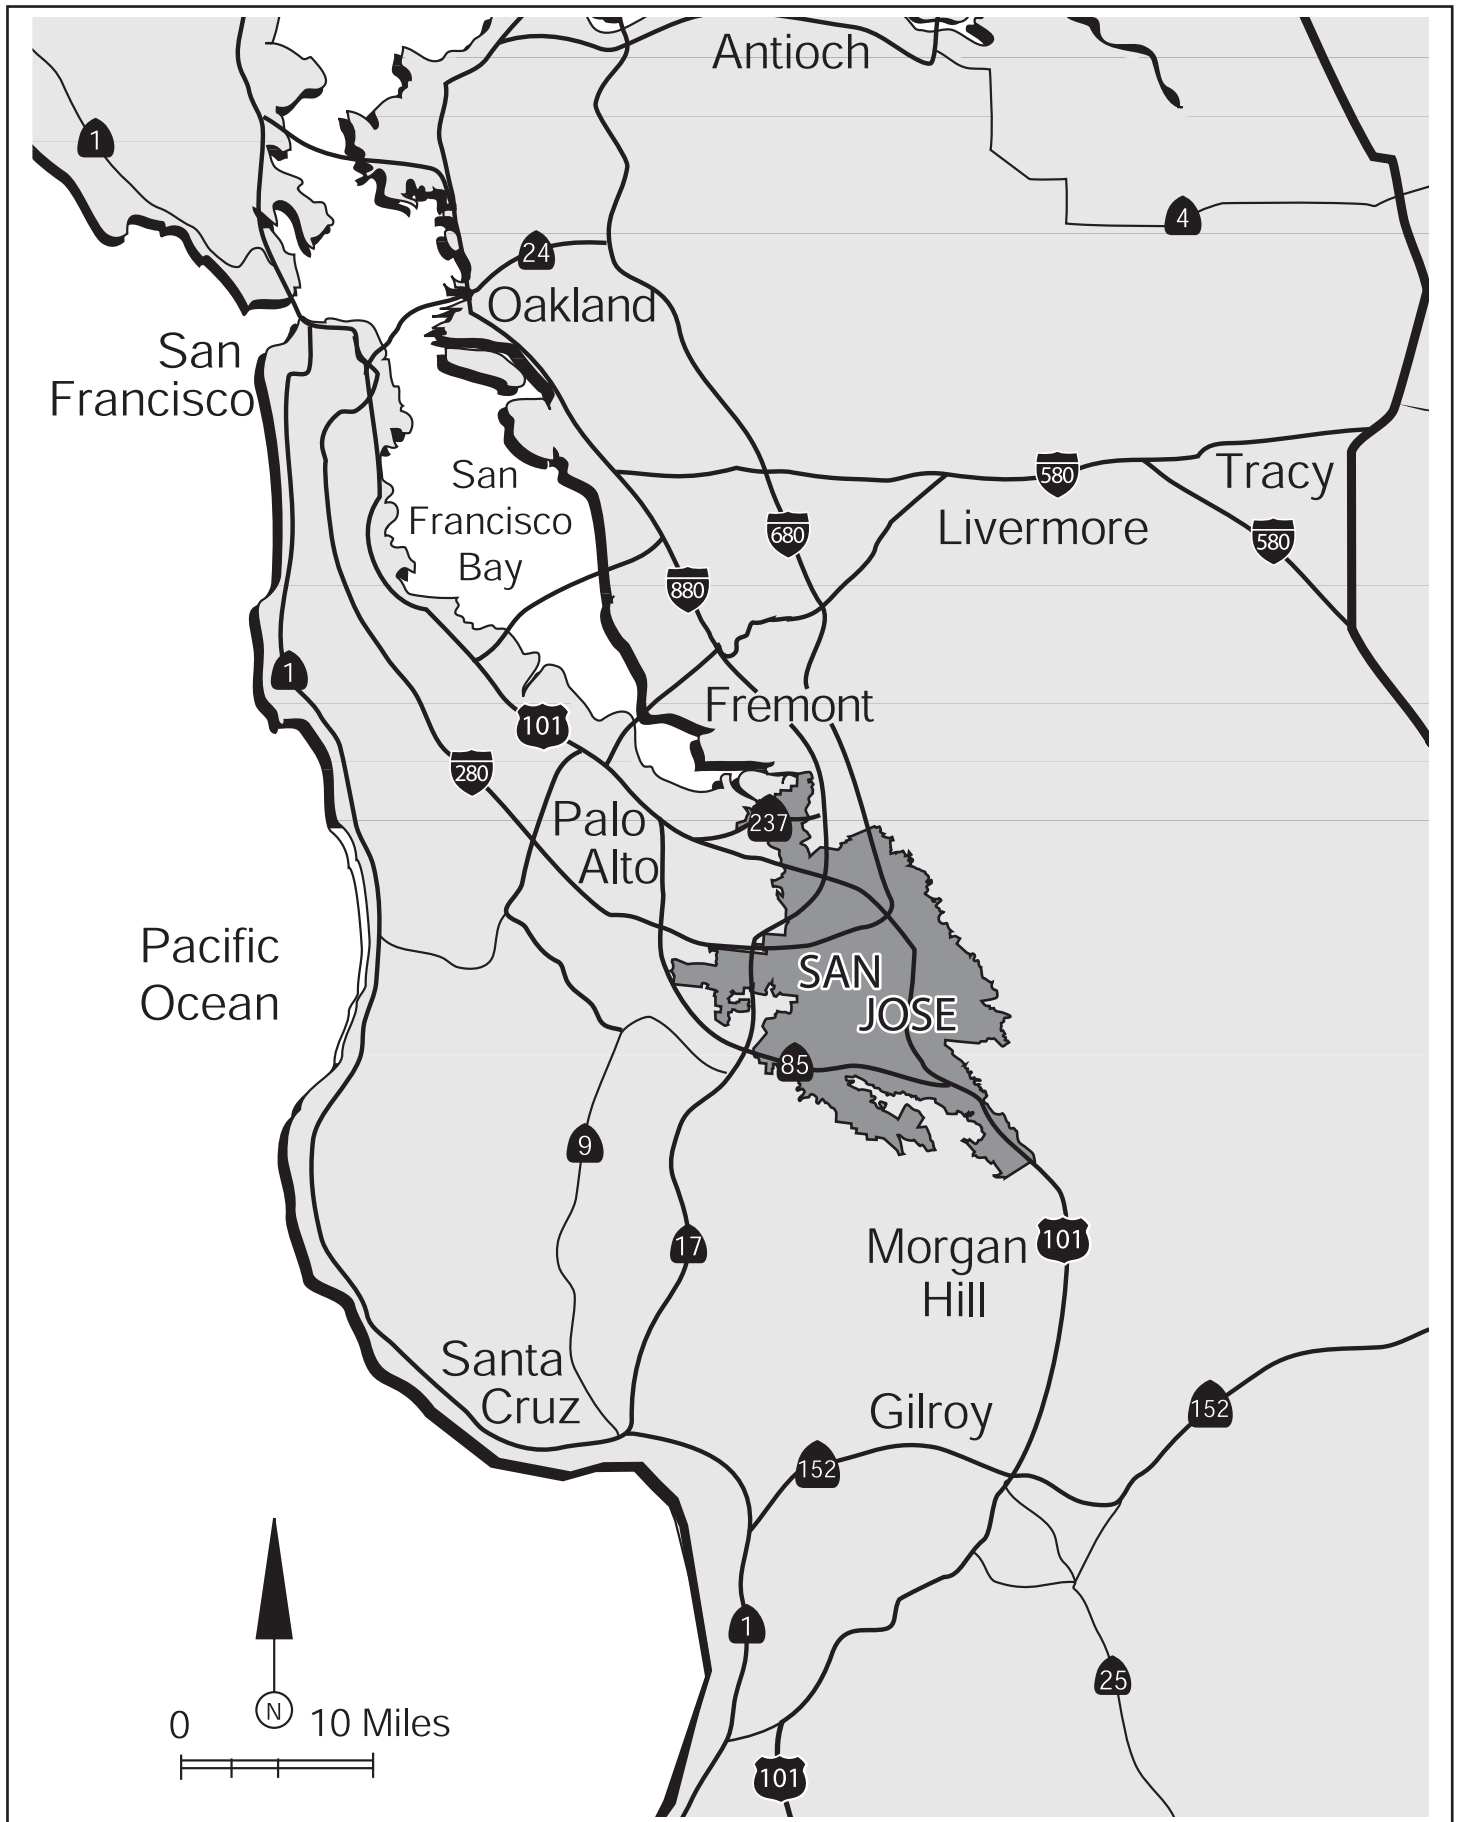 Antioch
1
4
24
Oakland
San
Francisco
San
Francisco
Bay
580
Tracy
Livermore
680
580
880
1
Fremont
101
280
Palo
Alto
237
Pacific
Ocean
SAN
JOSE
85
9
17
Morgan
Hill
101
Santa
Cruz
Gilroy
152
152
1
25
N
0
10 Miles
101